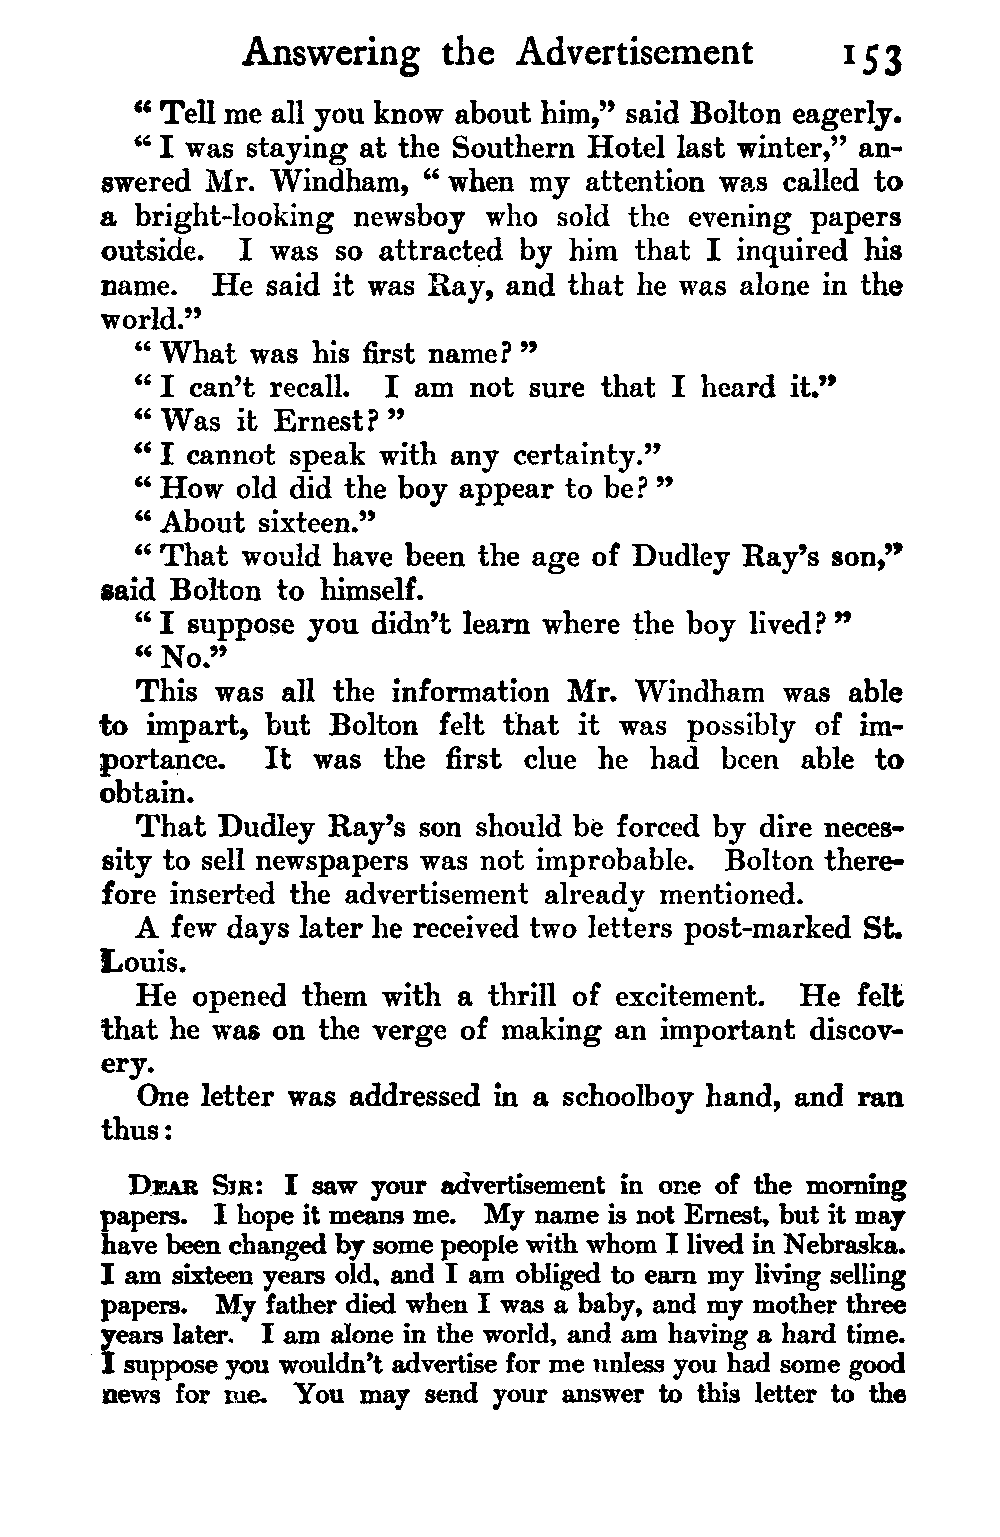 Answering the Advertisement 153
“ Tell me all you know about him,” said Bolton eagerly.
“ I was staying at the Southern Hotel last winter,” an-
swered Mr. Windham, “ when my attention was called to
a bright-looking newsboy who sold the evening papers
outside. I was so attracted by him that I inquired his
name. He said it was Ray, and that he was alone in the
world.”
“ What was his first name? ”
“ I can’t recall. I am not sure that I heard it.”
“ Was it Ernest? ”
“ I cannot speak with any certainty.”
“ How old did the boy appear to be? ”
“ About sixteen.”
“ That would have been the age of Dudley Ray’s son,”
said Bolton to himself.
“ I suppose you didn’t learn where the boy lived? ”
“ No.”
This was all the information Mr. Windham was able
to impart, but Bolton felt that it was possibly of im-
portance. It was the first clue he had been able to
obtain.
That Dudley Ray’s son should be forced by dire neces-
sity to sell newspapers was not improbable. Bolton there-
fore inserted the advertisement already mentioned.
A few days later he received two letters post-marked St.
Louis.
He opened them with a thrill of excitement. He felt
that he was on the verge of making an important discov-
ery.
One letter was addressed in a schoolboy hand, and ran
thus:
DEAR SIR: I saw your advertisement in one of the morning
papers. I hope it means me. My name is not Ernest, but it may
have been changed by some people with whom I lived in Nebraska.
I am sixteen years old, and I am obliged to earn my living selling
papers. My father died when I was a baby, and my mother three
years later. I am alone in the world, and am having a hard time.
I suppose you wouldn’t advertise for me unless you had some good
news for me. You may send your answer to this letter to the